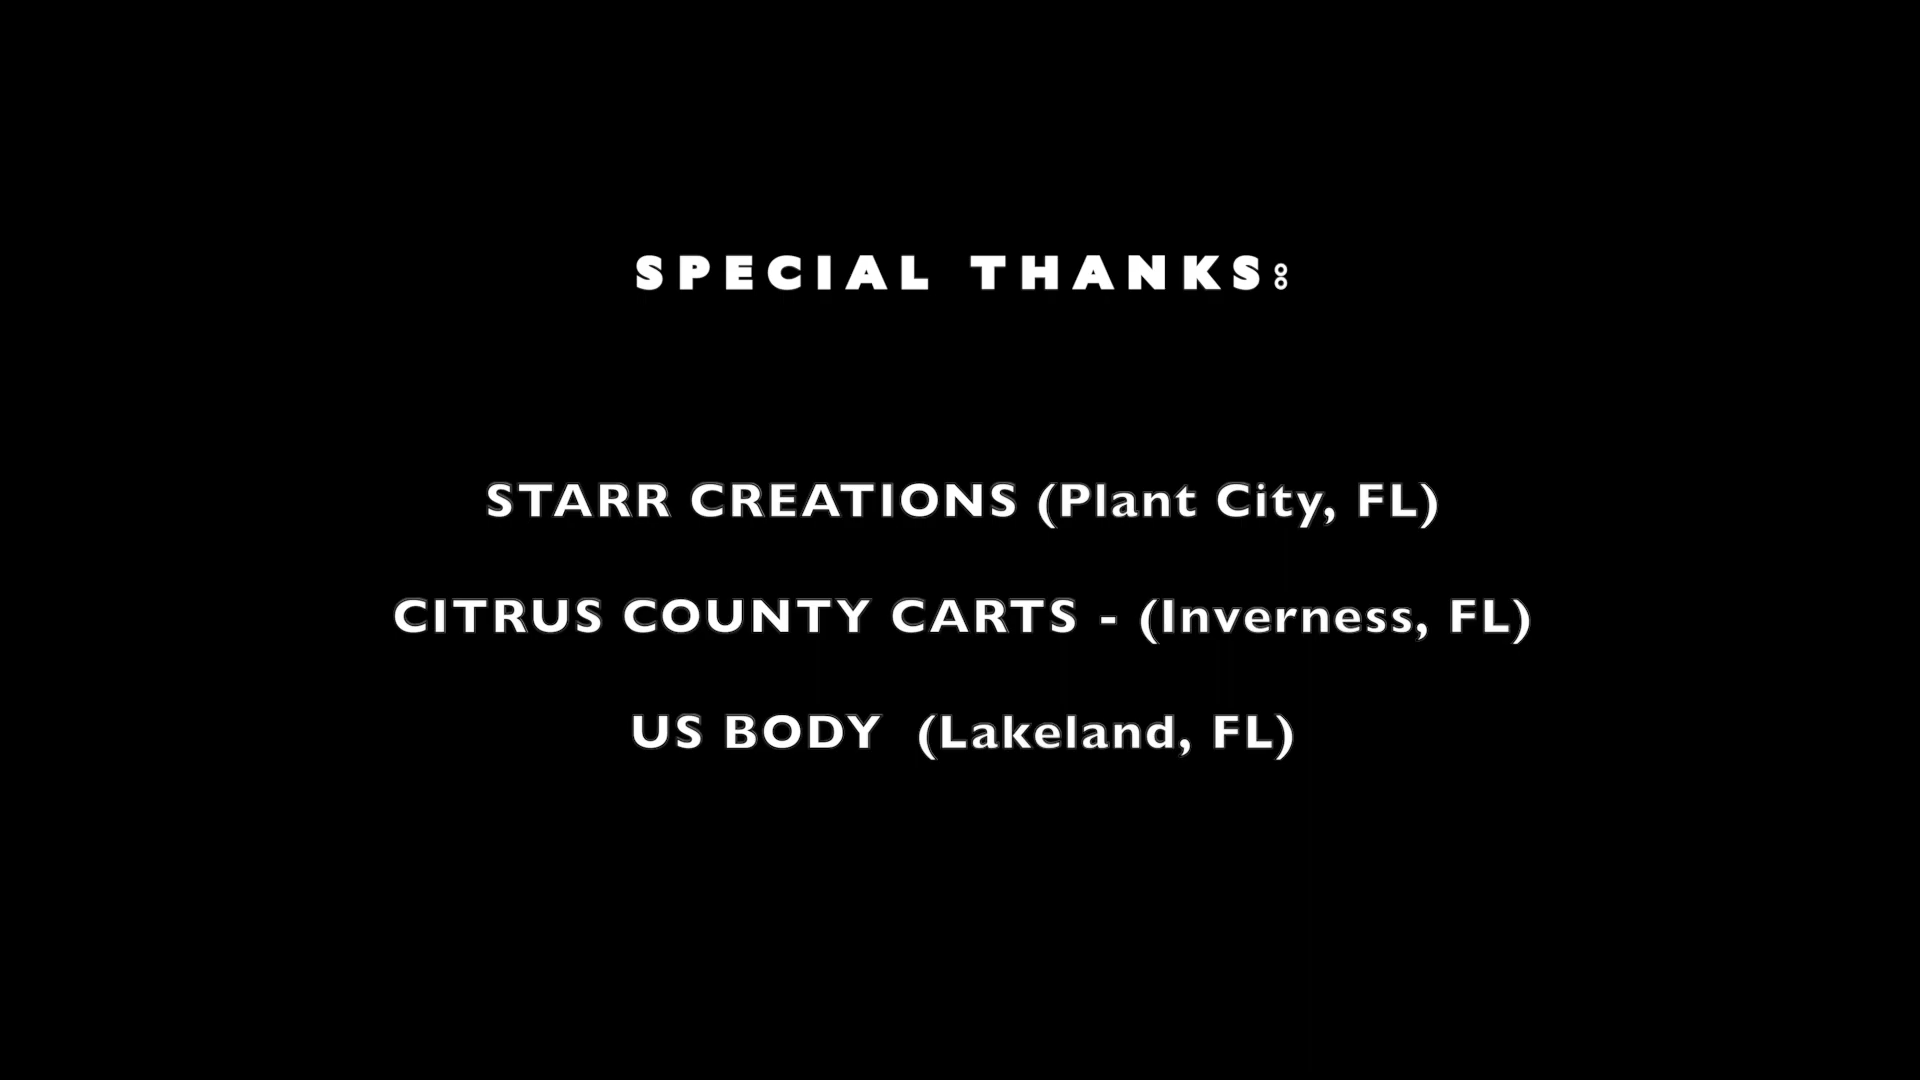 SPECIAL THANKS:
STARR CREATIONS (Plant City, FL)
CITRUS COUNTY CARTS - (Inverness, FL)
US BODY  (Lakeland, FL)